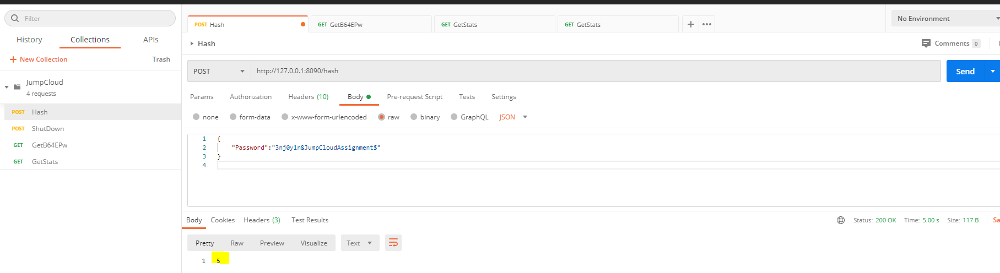 Filter
History Collections APIs
+ New Collection Trash
JumpCloud
4 requests
POST Hash
POST ShutDown
GET GetB64EPw
GET GetStats
POST Hash GET GetB64EPw GET GetStats GET GetStats + ••• No Environment
Hash Comments 0
POST http://127.0.0.1:8090/hash Send
Params Authorization Headers (10) Body Pre-request Script Tests Settings
none form-data x-www-form-urlencoded raw binary GraphQL JSON
1 {
2 "Password":"3nj0y1n&JumpCloudAssignment$"
3 }
4
Body Cookies Headers (3) Test Results Status: 200 OK Time: 5.00 s Size: 117 B Sa
Pretty Raw Preview Visualize Text
1 5